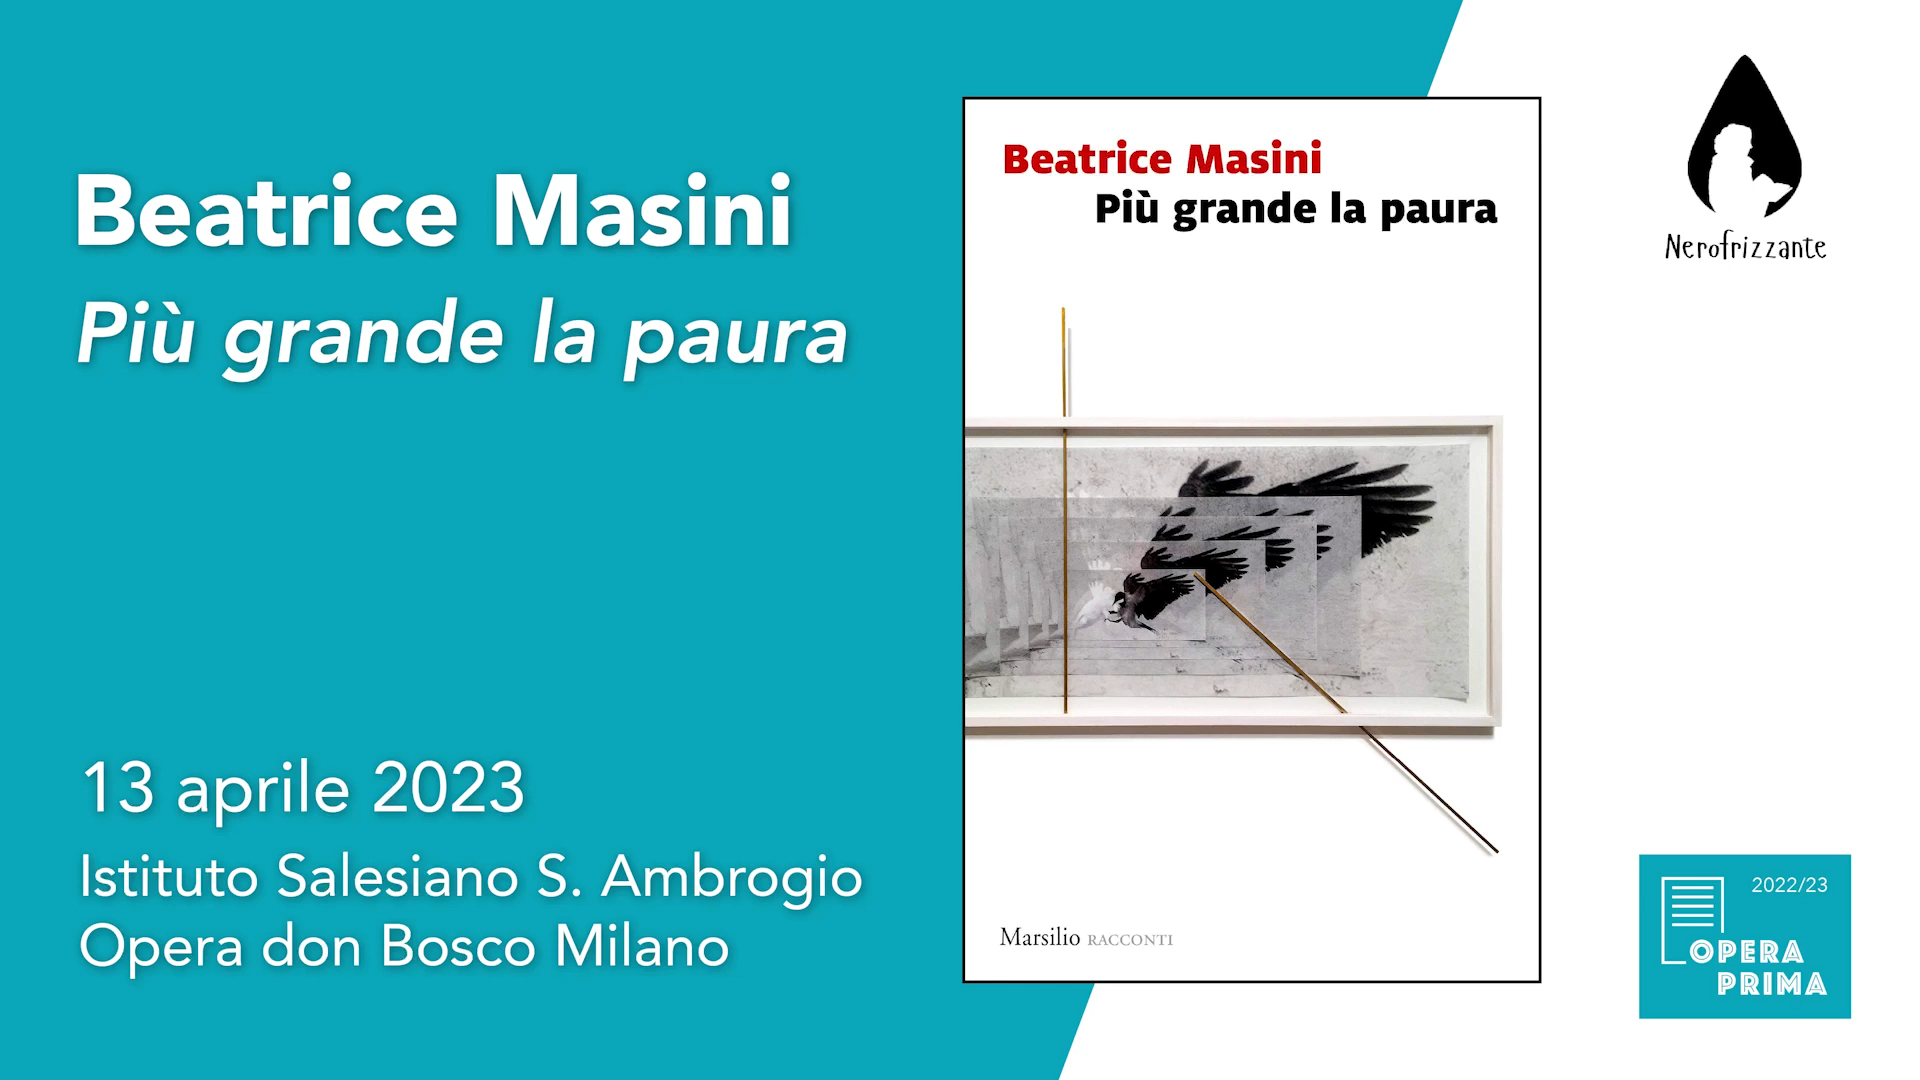 Beatrice Masini
Più grande la paura
13 aprile 2023
Istituto Salesiano S. Ambrogio
Opera don Bosco Milano
Beatrice Masini
Più grande la paura
Marsilio RACCONTI
Nerofrizzante
2022/23
OPERA
PRIMA